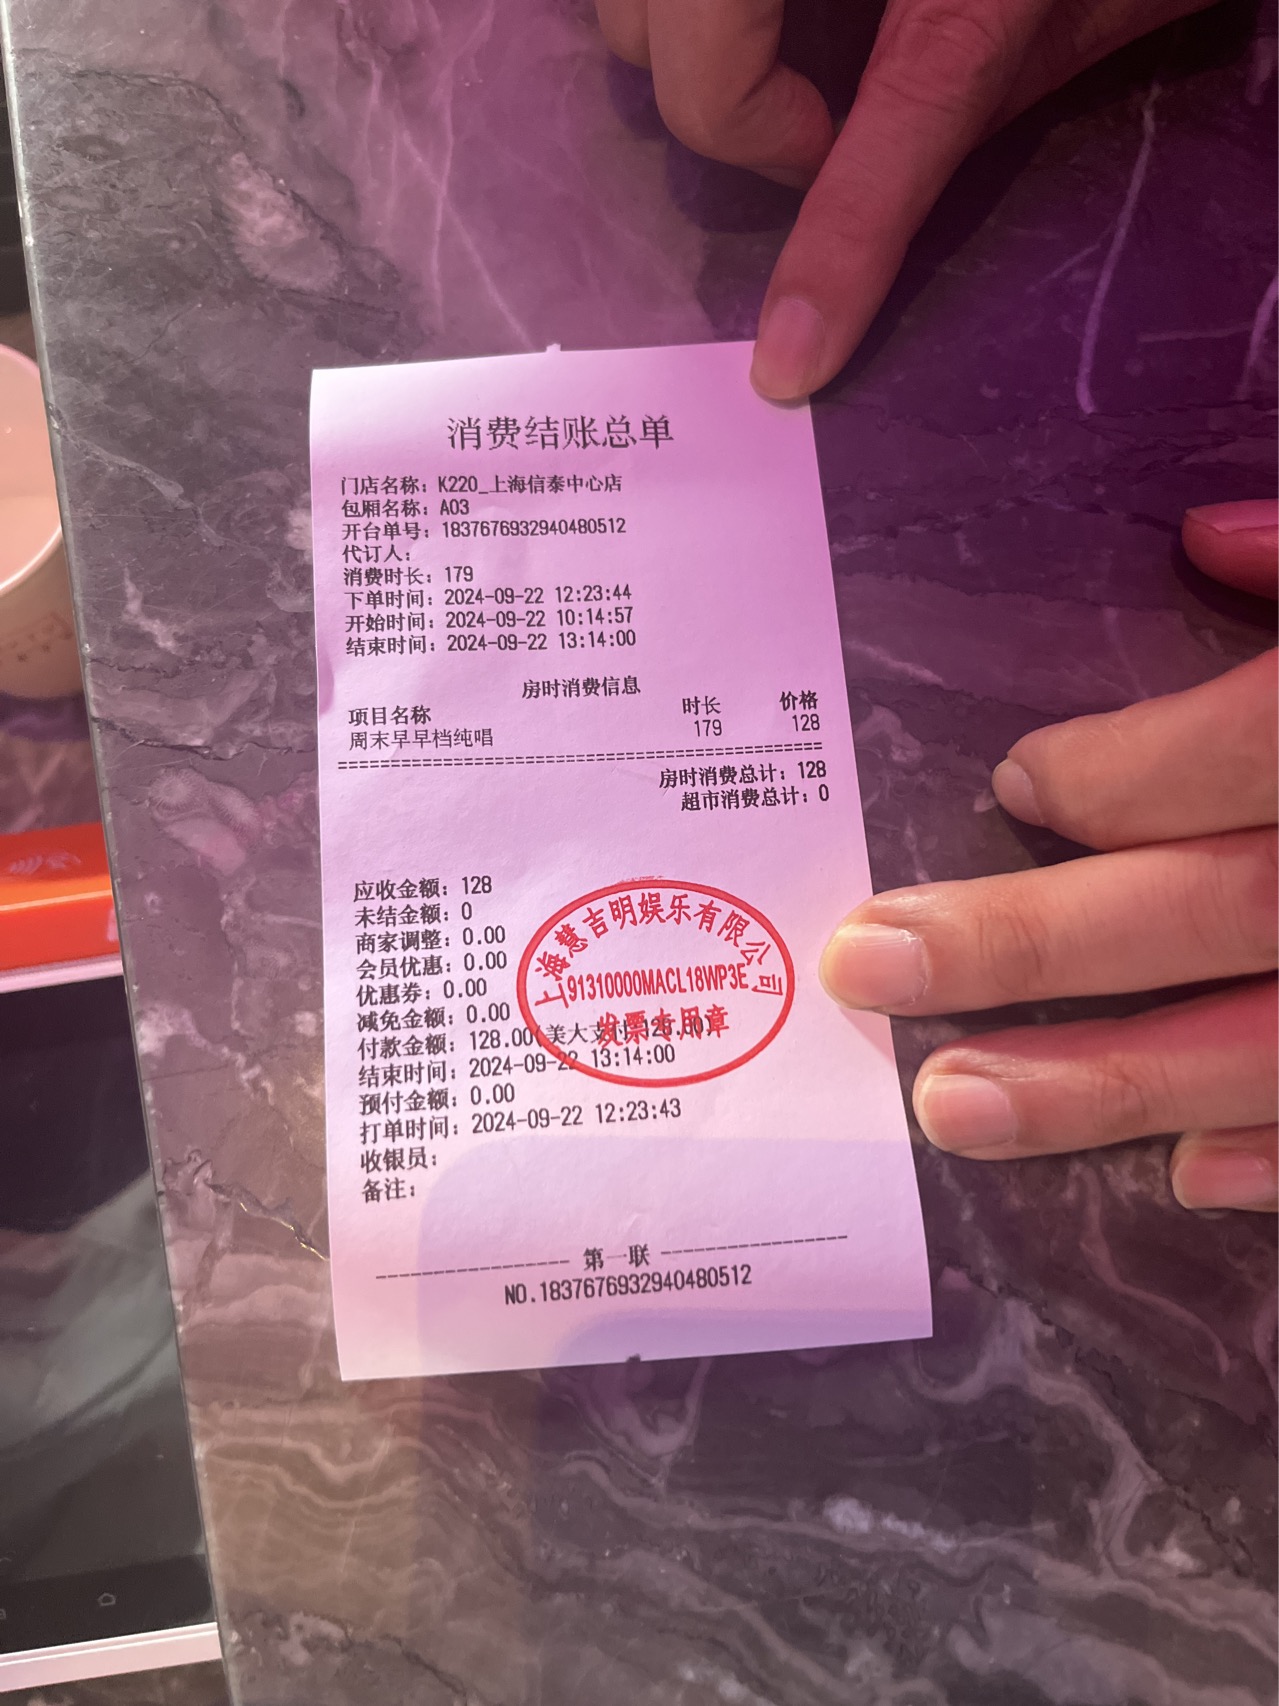 消费结账总单
门店名称：K220_上海信泰中心店
包厢名称：A03
开台单号：1837676932940480512
代订人：
消费时长：179
下单时间：2024-09-22 12:23:44
开始时间：2024-09-22 10:14:57
结束时间：2024-09-22 13:14:00
房时消费信息
项目名称 时长 价格
周末早早档纯唱 179 128
房时消费总计：128
超市消费总计：0
应收金额：128
未结金额：0
商家调整：0.00
会员优惠：0.00
优惠券：0.00
减免金额：0.00
付款金额：128.00(美大支付:128.00)
结束时间：2024-09-22 13:14:00
预付金额：0.00
打单时间：2024-09-22 12:23:43
收银员：
备注：
上海慧吉明娱乐有限公司
91310000MACL18WP3E
发票专用章
第一联
NO.1837676932940480512